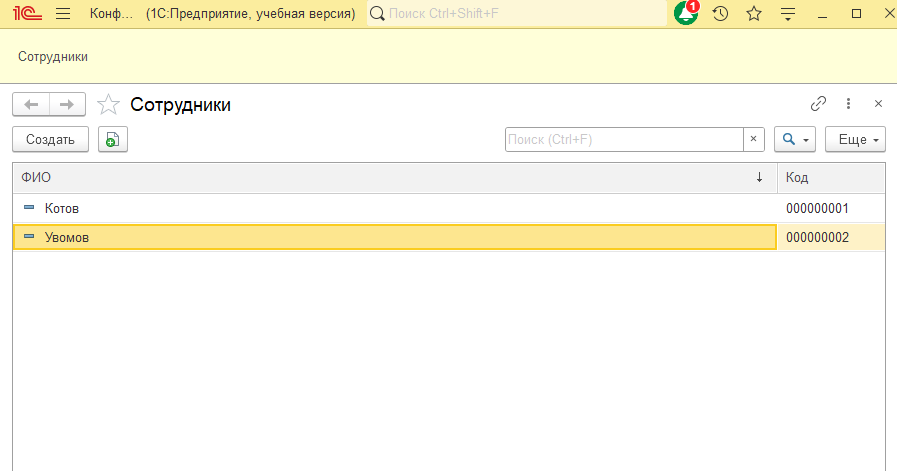 1С Конф... (1С:Предприятие, учебная версия) Поиск Ctrl+Shift+F 1
Сотрудники
Сотрудники
Создать Поиск (Ctrl+F) × Еще
ФИО ↓ Код
Котов 000000001
Увомов 000000002